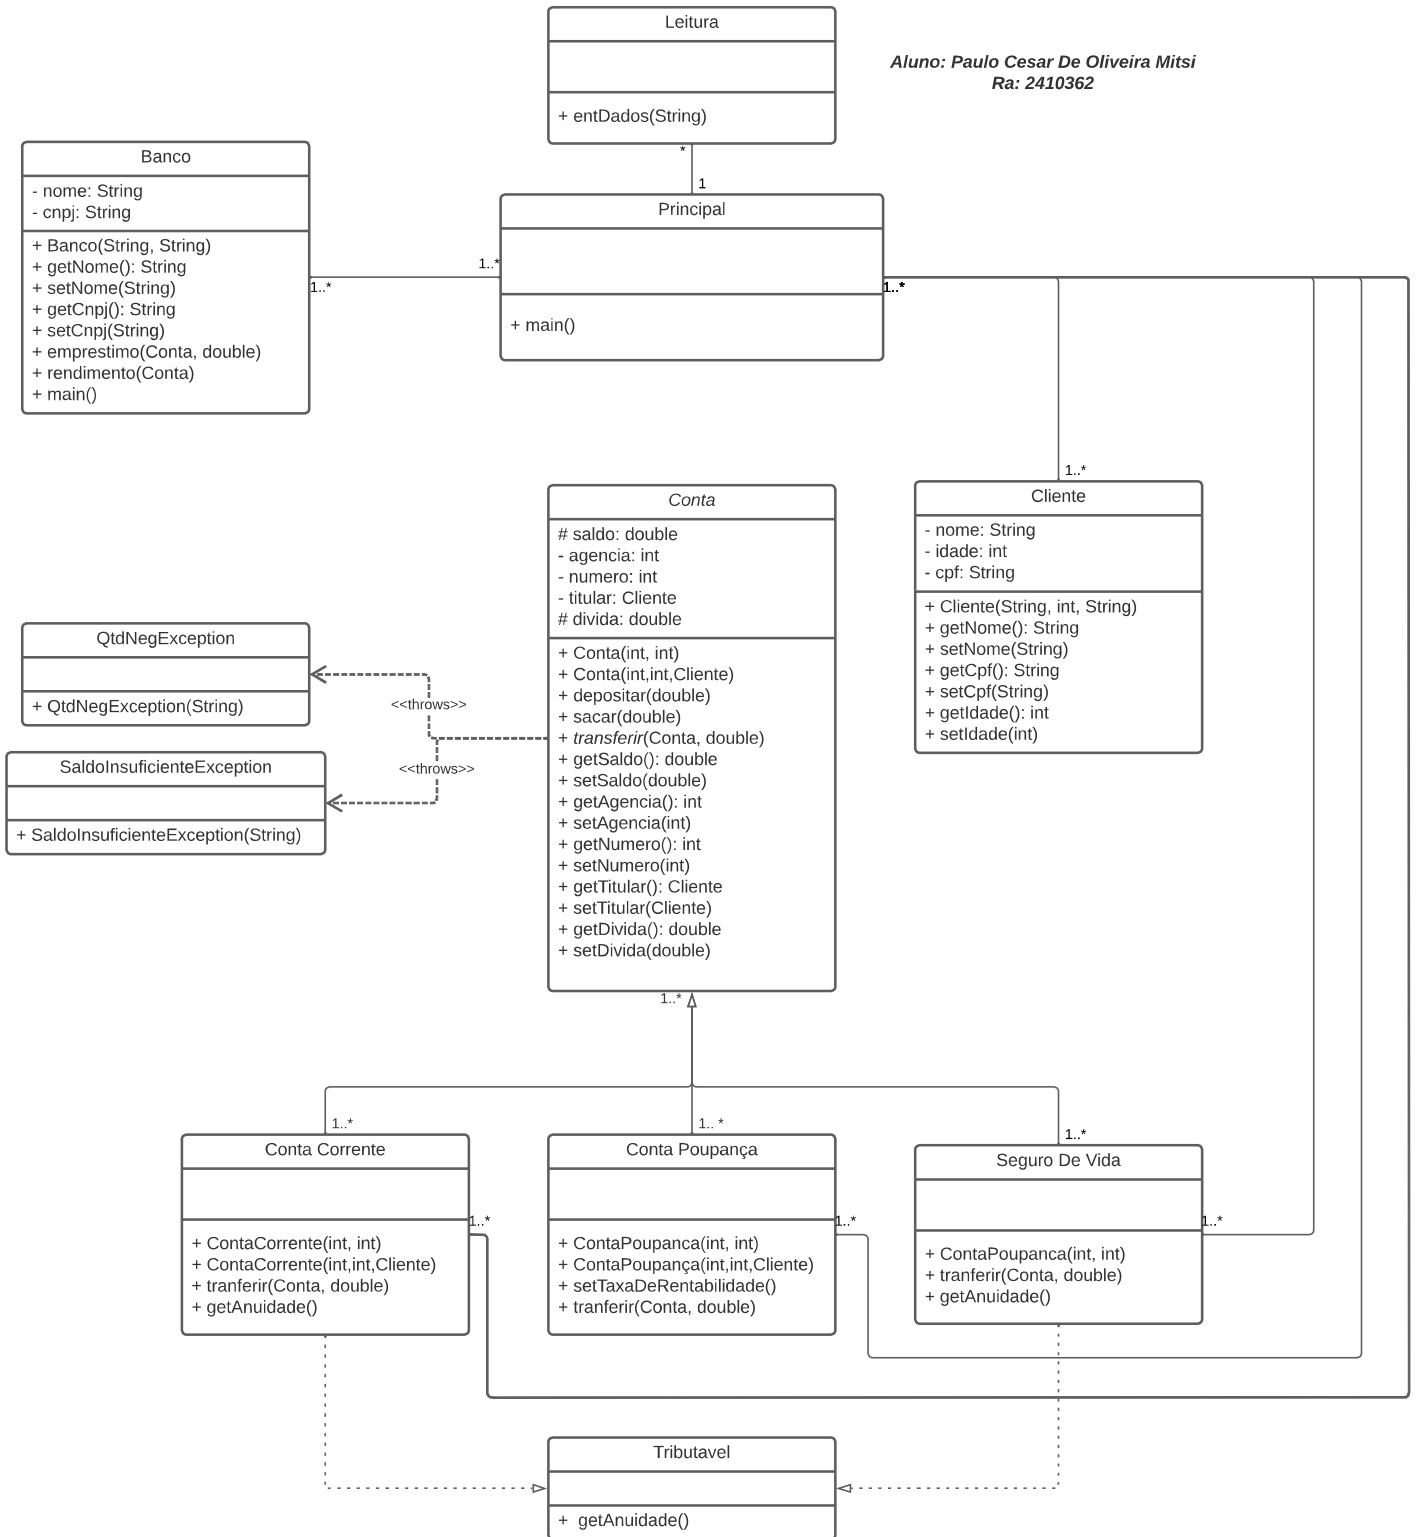 Leitura
+ entDados(String)
Aluno: Paulo Cesar De Oliveira Mitsi
Ra: 2410362
*
1
Banco
- nome: String
- cnpj: String
+ Banco(String, String)
+ getNome(): String
+ setNome(String)
+ getCnpj(): String
+ setCnpj(String)
+ emprestimo(Conta, double)
+ rendimento(Conta)
+ main()
1..*
1..*
Principal
+ main()
1..*
1..*
Conta
# saldo: double
- agencia: int
- numero: int
- titular: Cliente
# divida: double
+ Conta(int, int)
+ Conta(int,int,Cliente)
+ depositar(double)
+ sacar(double)
+ transferir(Conta, double)
+ getSaldo(): double
+ setSaldo(double)
+ getAgencia(): int
+ setAgencia(int)
+ getNumero(): int
+ setNumero(int)
+ getTitular(): Cliente
+ setTitular(Cliente)
+ getDivida(): double
+ setDivida(double)
Cliente
- nome: String
- idade: int
- cpf: String
+ Cliente(String, int, String)
+ getNome(): String
+ setNome(String)
+ getCpf(): String
+ setCpf(String)
+ getIdade(): int
+ setIdade(int)
QtdNegException
+ QtdNegException(String)
<<throws>>
<<throws>>
SaldoInsuficienteException
+ SaldoInsuficienteException(String)
1..*
1..*
1.. *
1..*
Conta Corrente
+ ContaCorrente(int, int)
+ ContaCorrente(int,int,Cliente)
+ tranferir(Conta, double)
+ getAnuidade()
1..*
Conta Poupança
+ ContaPoupanca(int, int)
+ ContaPoupança(int,int,Cliente)
+ setTaxaDeRentabilidade()
+ tranferir(Conta, double)
1..*
Seguro De Vida
+ ContaPoupanca(int, int)
+ tranferir(Conta, double)
+ getAnuidade()
1..*
Tributavel
+ getAnuidade()